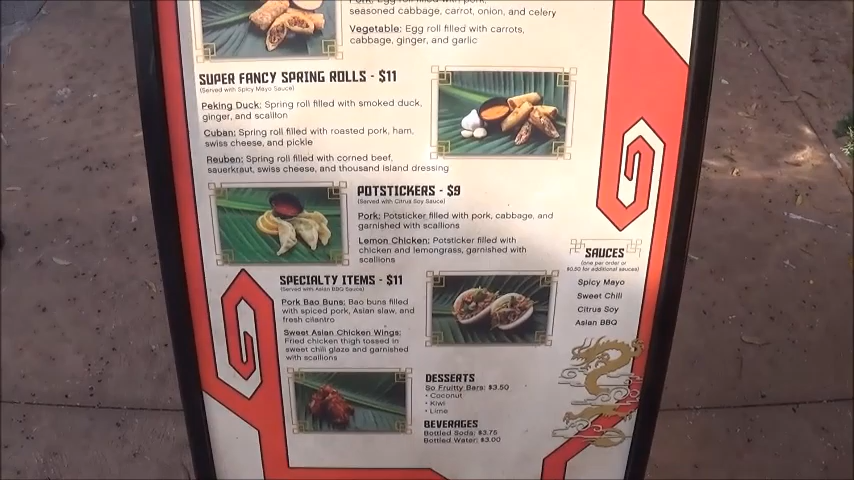 Pork: Egg roll filled with pork,
seasoned cabbage, carrot, onion, and celery
Vegetable: Egg roll filled with carrots,
cabbage, ginger, and garlic
SUPER FANCY SPRING ROLLS - $11
(Served with Spicy Mayo Sauce)
Peking Duck: Spring roll filled with smoked duck,
ginger, and scallion
Cuban: Spring roll filled with roasted pork, ham,
swiss cheese, and pickle
Reuben: Spring roll filled with corned beef,
sauerkraut, swiss cheese, and thousand island dressing
POTSTICKERS - $9
(Served with Citrus Soy Sauce)
Pork: Potsticker filled with pork, cabbage, and
garnished with scallions
Lemon Chicken: Potsticker filled with
chicken and lemongrass, garnished with
scallions
SAUCES
(one per order or
$0.50 for additional sauces)
Spicy Mayo
Sweet Chili
Citrus Soy
Asian BBQ
SPECIALTY ITEMS - $11
(Served with Asian BBQ Sauce)
Pork Bao Buns: Bao buns filled
with spiced pork, Asian slaw, and
fresh cilantro
Sweet Asian Chicken Wings:
Fried chicken thigh tossed in
sweet chili glaze and garnished
with scallions
DESSERTS
So Fruitty Bars: $3.50
• Coconut
• Kiwi
• Lime
BEVERAGES
Bottled Soda: $3.75
Bottled Water: $3.00